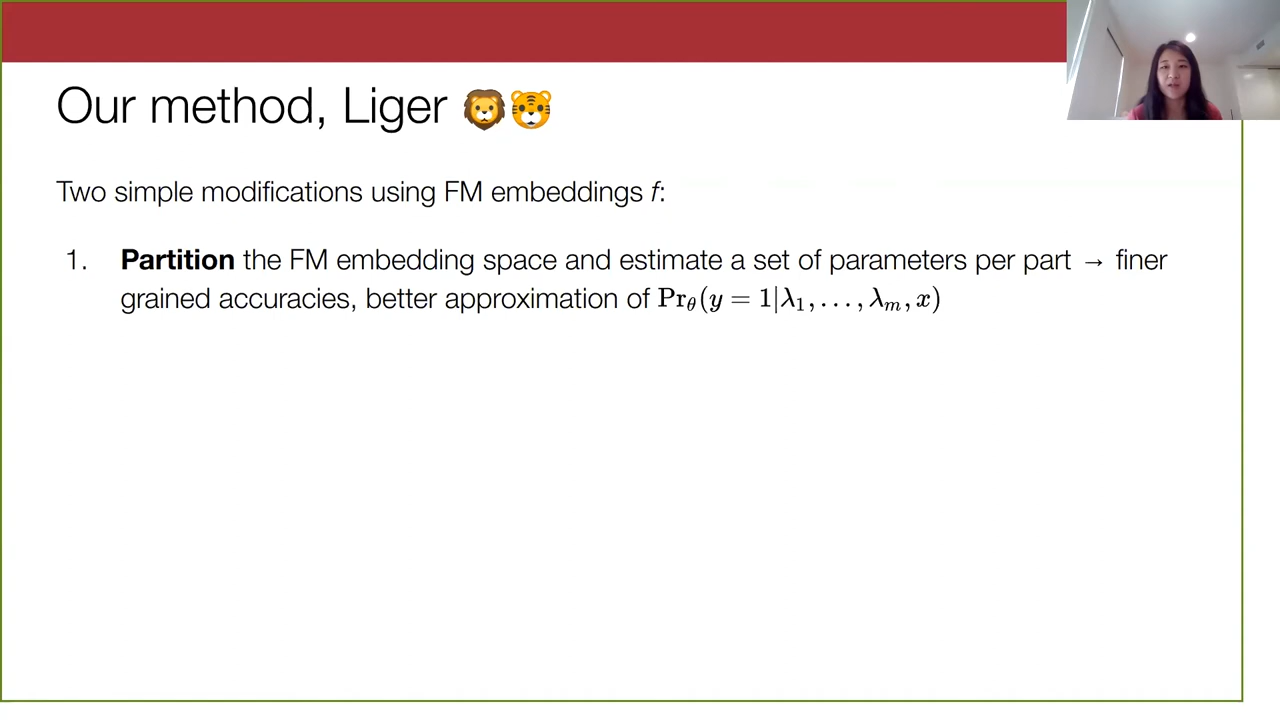 Our method, Liger 🦁🐯
Two simple modifications using FM embeddings f:
1. Partition the FM embedding space and estimate a set of parameters per part → finer
grained accuracies, better approximation of Pr_θ(y = 1|λ_1, . . . , λ_m, x)